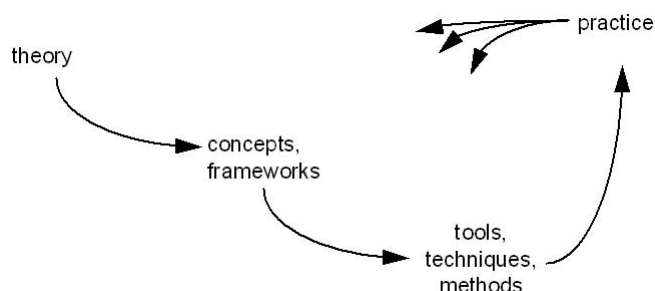 practice
theory
concepts,
frameworks
tools,
techniques,
methods